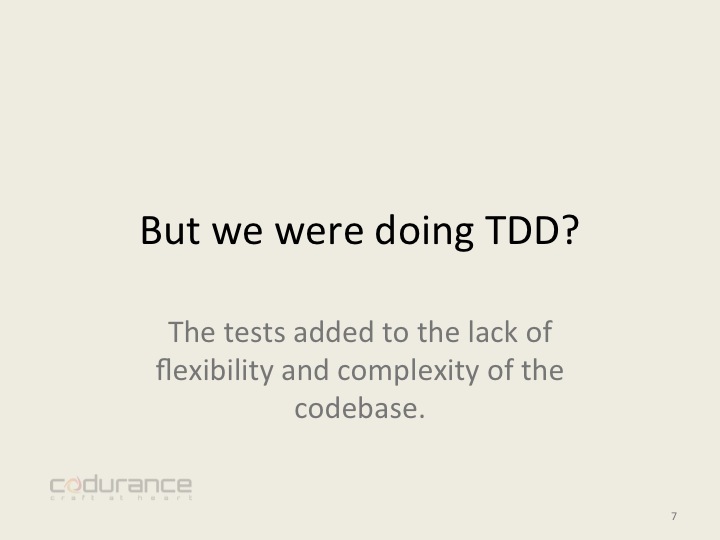 But we were doing TDD?
The tests added to the lack of
flexibility and complexity of the
codebase.
codurance
craft at heart
7